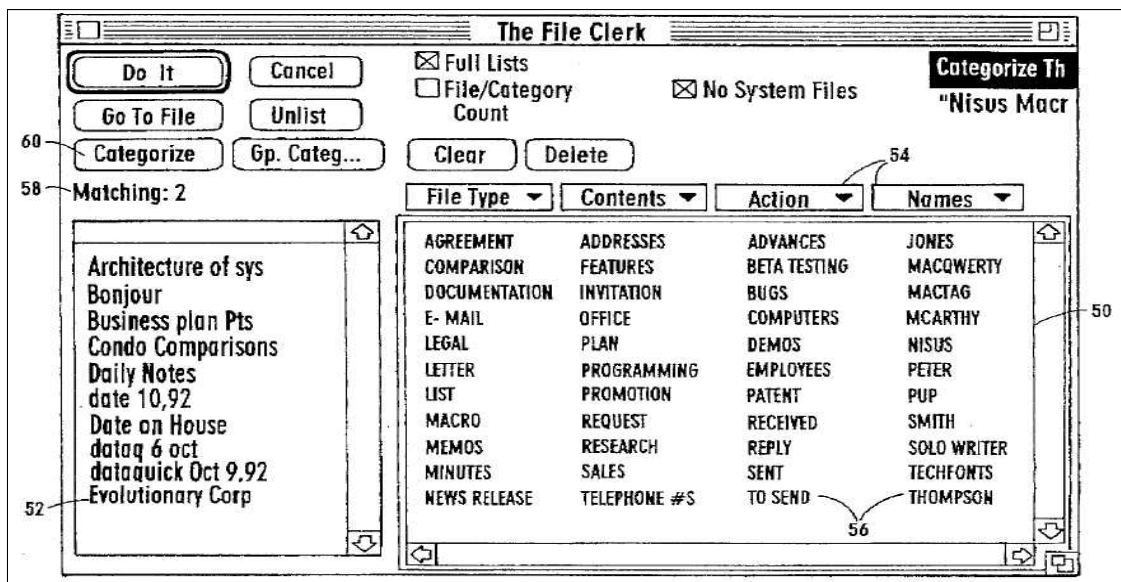 The File Clerk
Do It Cancel
Full Lists
File/Category Count
No System Files
Categorize Th
"Nisus Macr
Go To File Unlist
60 Categorize Gp. Categ... Clear Delete
58 Matching: 2
54
File Type Contents Action Names
Architecture of sys
Bonjour
Business plan Pts
Condo Comparisons
Daily Notes
date 10,92
Date on House
dataq 6 oct
dataquick Oct 9,92
52 Evolutionary Corp
AGREEMENT ADDRESSES ADVANCES JONES
COMPARISON FEATURES BETA TESTING MACQWERTY
DOCUMENTATION INVITATION BUGS MACTAG
E- MAIL OFFICE COMPUTERS MCARTHY
LEGAL PLAN DEMOS NISUS
LETTER PROGRAMMING EMPLOYEES PETER
LIST PROMOTION PATENT PUP
MACRO REQUEST RECEIVED SMITH
MEMOS RESEARCH REPLY SOLO WRITER
MINUTES SALES SENT TECHFONTS
NEWS RELEASE TELEPHONE #S TO SEND THOMPSON
50
56